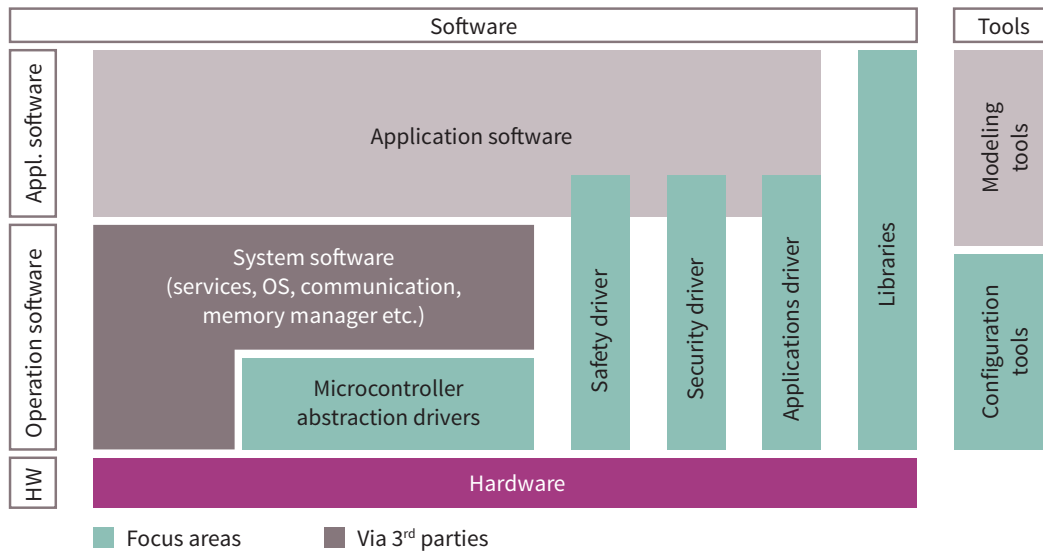 Software
Tools
Appl. software
Application software
Modeling
tools
Operation software
System software
(services, OS, communication,
memory manager etc.)
Microcontroller
abstraction drivers
Safety driver
Security driver
Applications driver
Libraries
Configuration
tools
HW
Hardware
Focus areas
Via 3rd parties